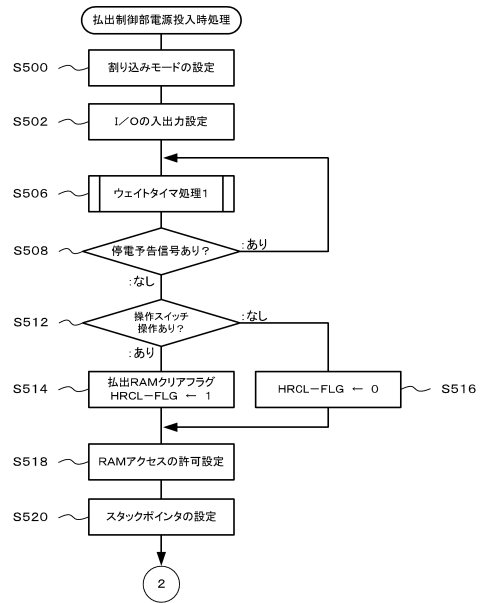 払出制御部電源投入時処理
S500
割り込みモードの設定
S502
I/Oの入出力設定
S506
ウェイトタイマ処理1
S508
停電予告信号あり?
:あり
:なし
S512
操作スイッチ
操作あり?
:なし
:あり
S514
払出RAMクリアフラグ
HRCL-FLG ← 1
HRCL-FLG ← 0
S516
S518
RAMアクセスの許可設定
S520
スタックポインタの設定
2